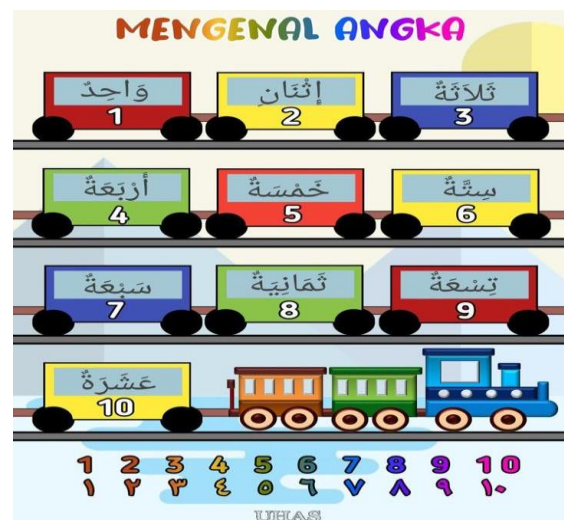 MENGENAL ANGKA
وَاحِدٌ
1
إِثْنَانِ
2
ثَلَاثَةٌ
3
أَرْبَعَةٌ
4
خَمْسَةٌ
5
سِتَّةٌ
6
سَبْعَةٌ
7
ثَمَانِيَةٌ
8
تِسْعَةٌ
9
عَشَرَةٌ
10
1 2 3 4 5 6 7 8 9 10
١ ٢ ٣ ٤ ٥ ٦ ٧ ٨ ٩ ١٠
UHAS